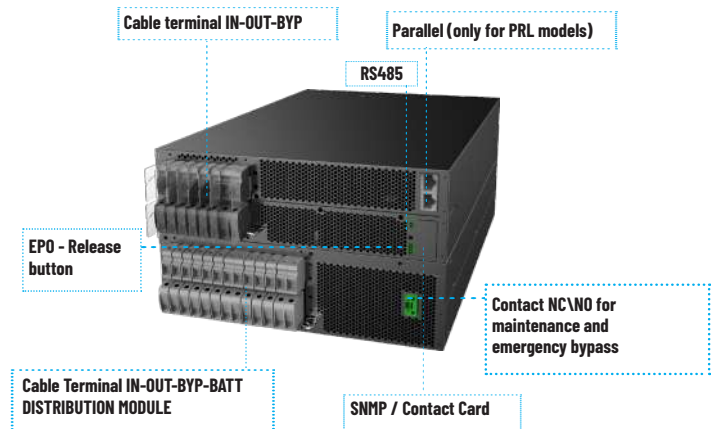 Cable terminal IN-OUT-BYP
Parallel (only for PRL models)
RS485
EPO - Release
button
Contact NC\NO for
maintenance and
emergency bypass
Cable Terminal IN-OUT-BYP-BATT
DISTRIBUTION MODULE
SNMP / Contact Card